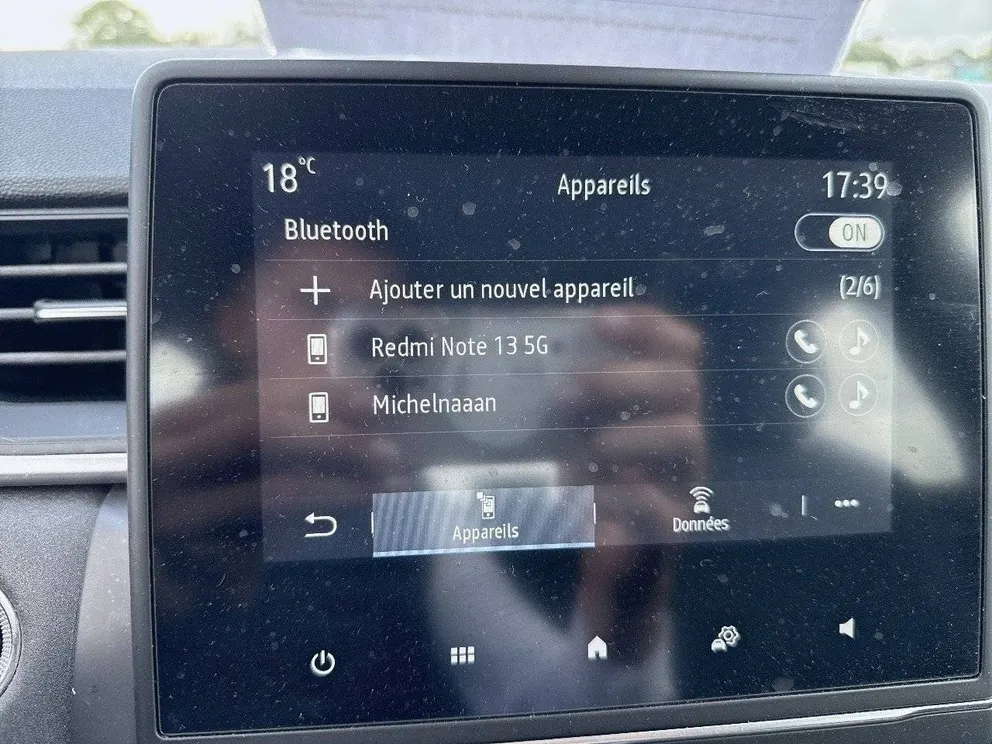 18°C Appareils 17:39
Bluetooth ON
Ajouter un nouvel appareil (2/6)
Redmi Note 13 5G
Michelnaaan
Appareils Données